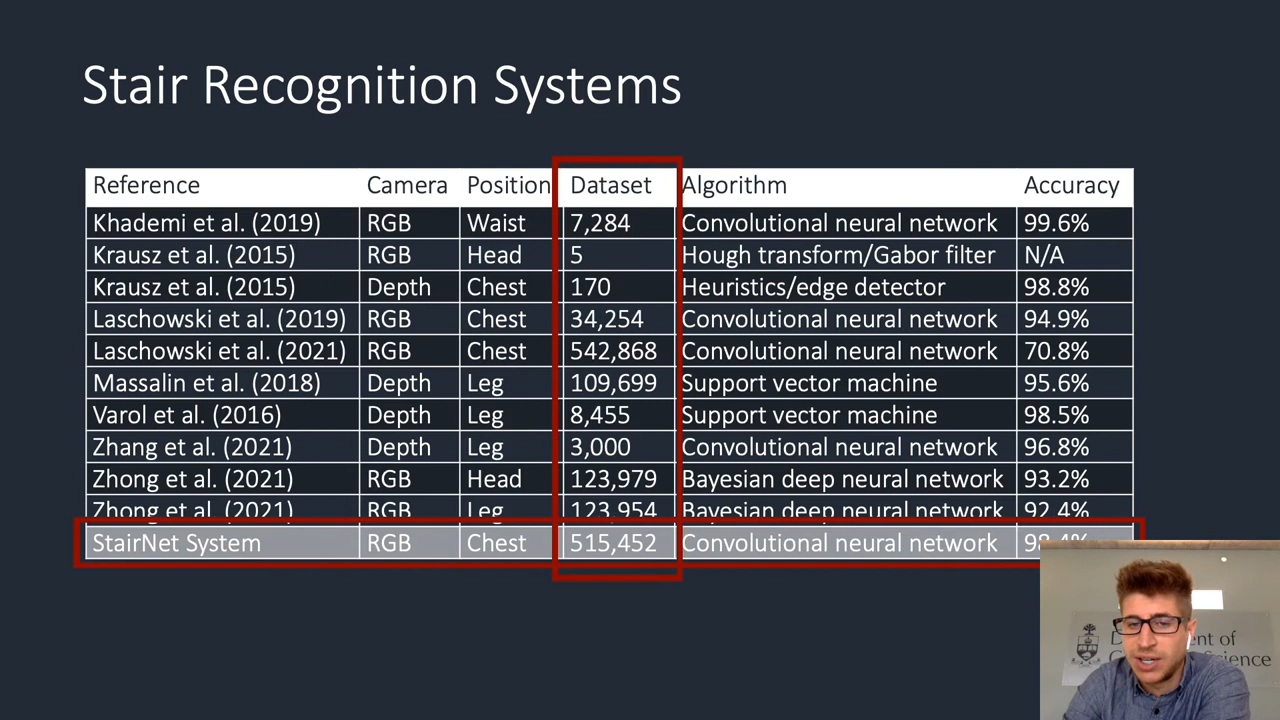 Stair Recognition Systems
Reference Camera Position Dataset Algorithm Accuracy
Khademi et al. (2019) RGB Waist 7,284 Convolutional neural network 99.6%
Krausz et al. (2015) RGB Head 5 Hough transform/Gabor filter N/A
Krausz et al. (2015) Depth Chest 170 Heuristics/edge detector 98.8%
Laschowski et al. (2019) RGB Chest 34,254 Convolutional neural network 94.9%
Laschowski et al. (2021) RGB Chest 542,868 Convolutional neural network 70.8%
Massalin et al. (2018) Depth Leg 109,699 Support vector machine 95.6%
Varol et al. (2016) Depth Leg 8,455 Support vector machine 98.5%
Zhang et al. (2021) Depth Leg 3,000 Convolutional neural network 96.8%
Zhong et al. (2021) RGB Head 123,979 Bayesian deep neural network 93.2%
Zhong et al. (2021) RGB Leg 123,954 Bayesian deep neural network 92.4%
StairNet System RGB Chest 515,452 Convolutional neural network 98.4%